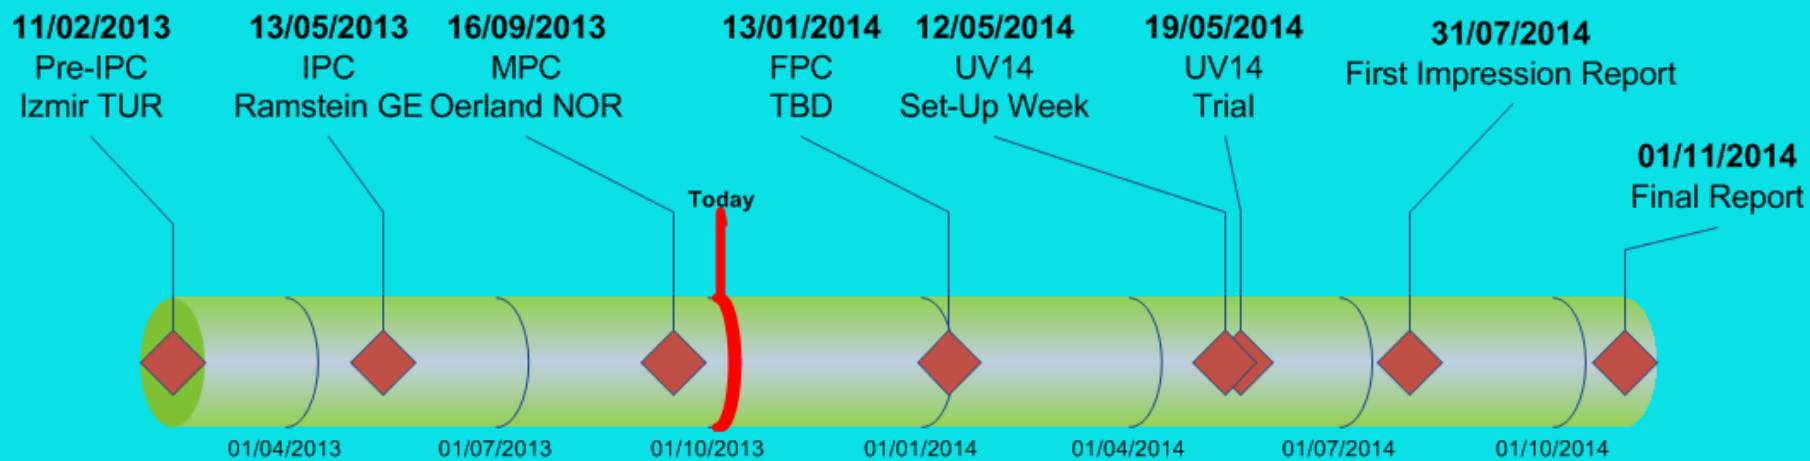 11/02/2013
Pre-IPC
Izmir TUR
13/05/2013
IPC
Ramstein GE
16/09/2013
MPC
Oerland NOR
13/01/2014
FPC
TBD
12/05/2014
UV14
Set-Up Week
19/05/2014
UV14
Trial
31/07/2014
First Impression Report
01/11/2014
Final Report
Today
01/04/2013
01/07/2013
01/10/2013
01/01/2014
01/04/2014
01/07/2014
01/10/2014